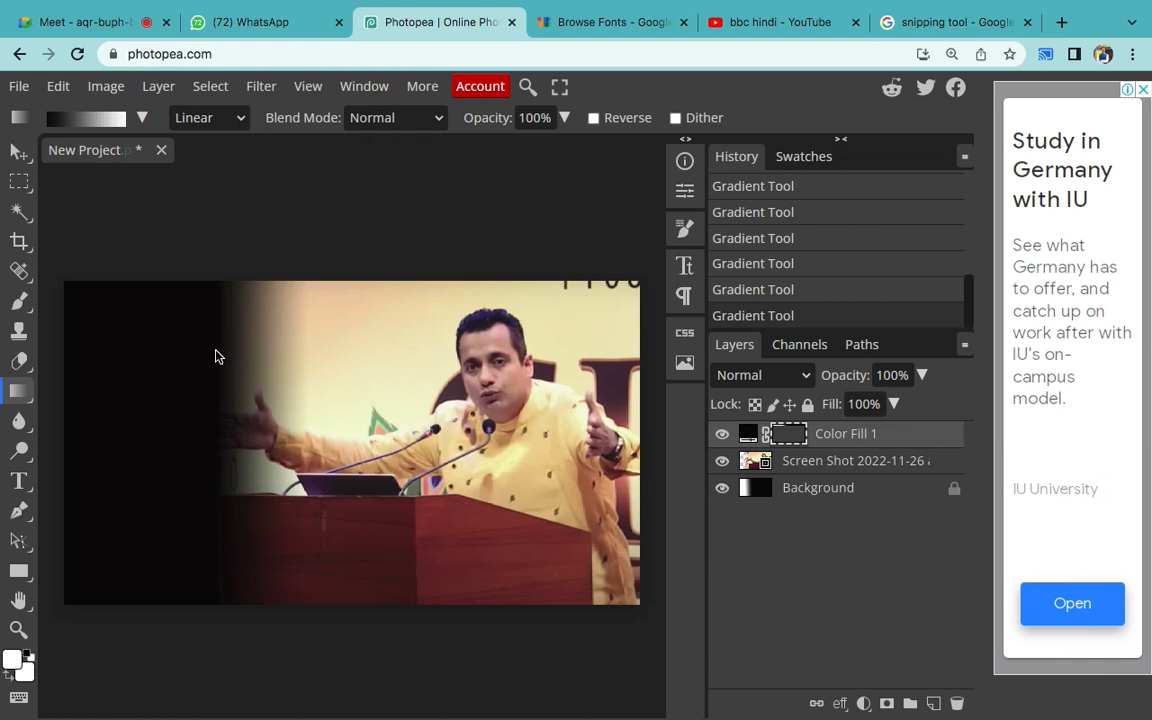 Meet - aqr-buph-b
(72) WhatsApp
Photopea | Online Pho
Browse Fonts - Google
bbc hindi - YouTube
snipping tool - Google
photopea.com
File Edit Image Layer Select Filter View Window More Account
Linear Blend Mode: Normal Opacity: 100% Reverse Dither
New Project.p *
History Swatches
Gradient Tool
Gradient Tool
Gradient Tool
Gradient Tool
Gradient Tool
Gradient Tool
Layers Channels Paths
Normal Opacity: 100%
Lock: Fill: 100%
Color Fill 1
Screen Shot 2022-11-26
Background
CSS
eff
Study in
Germany
with IU
See what
Germany has
to offer, and
catch up on
work after with
IU's on-
campus
model.
IU University
Open